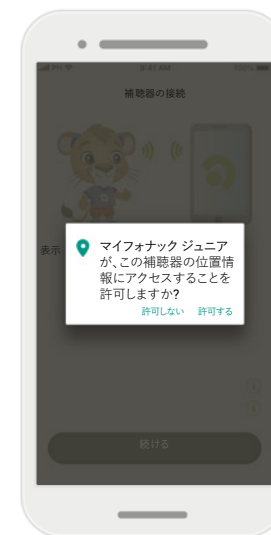 9:41 AM
100%
補聴器の接続
表示
マイフォナック ジュニア
が、この補聴器の位置情
報にアクセスすることを
許可しますか?
許可しない 許可する
続ける